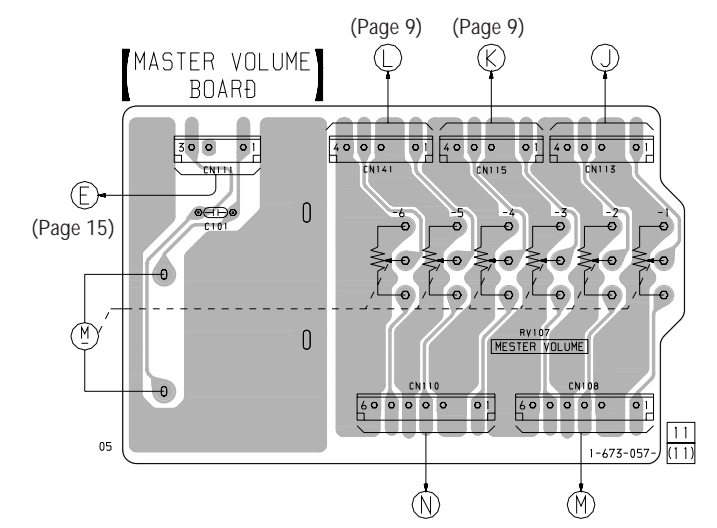 (Page 9)
(Page 9)
MASTER VOLUME
BOARD
L
K
J
3 1
4 1
4 1
4 1
CN111
CN141
CN115
CN113
E
(Page 15)
C101
-6 -5 -4 -3 -2 -1
M
RV107
MESTER VOLUME
CN110
CN108
6 1
6 1
05
11
1-673-057- (11)
N
M